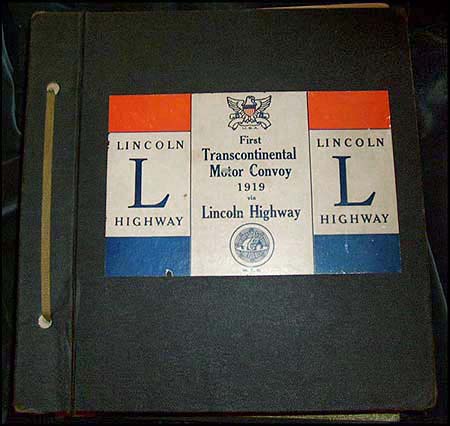 LINCOLN
L
HIGHWAY
U.S.A.
First
Transcontinental
Motor Convoy
1919
via
Lincoln Highway
M. T. C.
LINCOLN
L
HIGHWAY